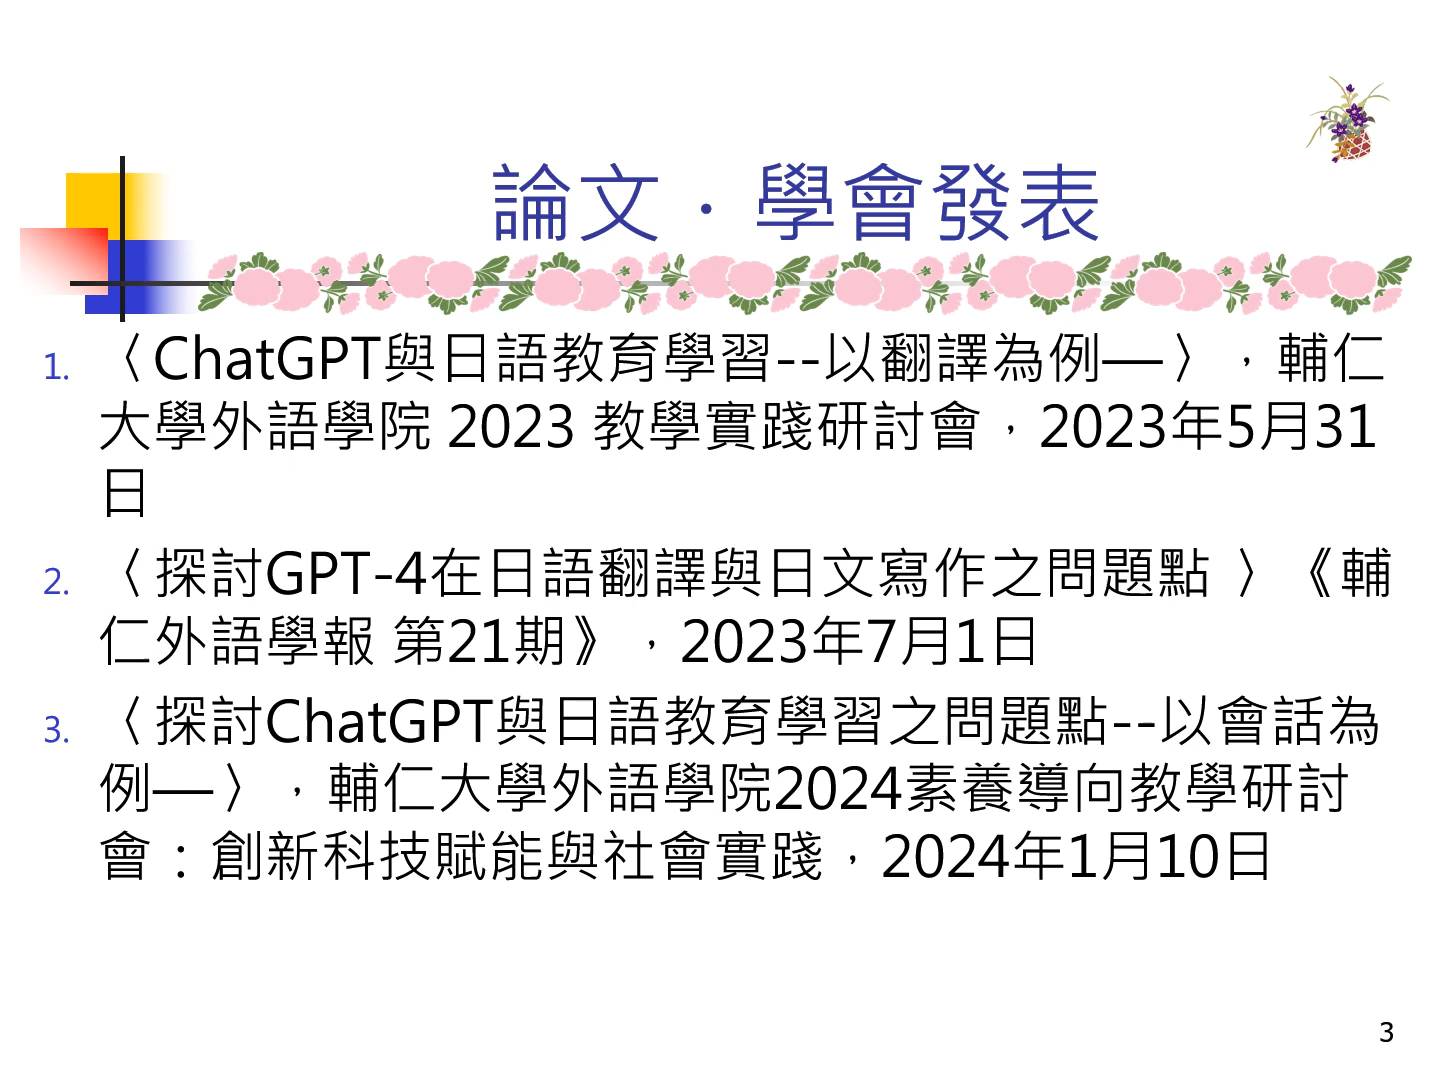 論文．學會發表
1. 〈ChatGPT與日語教育學習--以翻譯為例—〉，輔仁
大學外語學院 2023 教學實踐研討會，2023年5月31
日
2. 〈探討GPT-4在日語翻譯與日文寫作之問題點 〉《輔
仁外語學報 第21期》，2023年7月1日
3. 〈探討ChatGPT與日語教育學習之問題點--以會話為
例—〉，輔仁大學外語學院2024素養導向教學研討
會：創新科技賦能與社會實踐，2024年1月10日
3